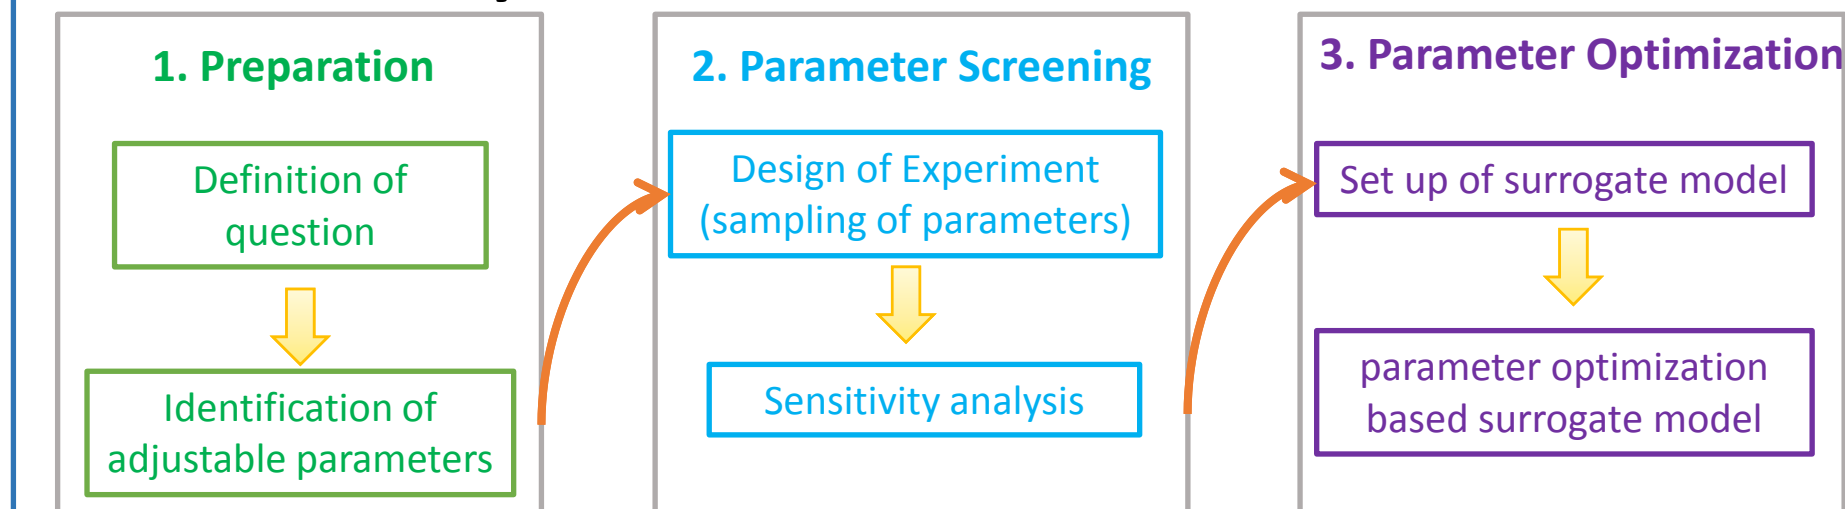 1. Preparation
Definition of
question
Identification of
adjustable parameters
2. Parameter Screening
Design of Experiment
(sampling of parameters)
Sensitivity analysis
3. Parameter Optimization
Set up of surrogate model
parameter optimization
based surrogate model